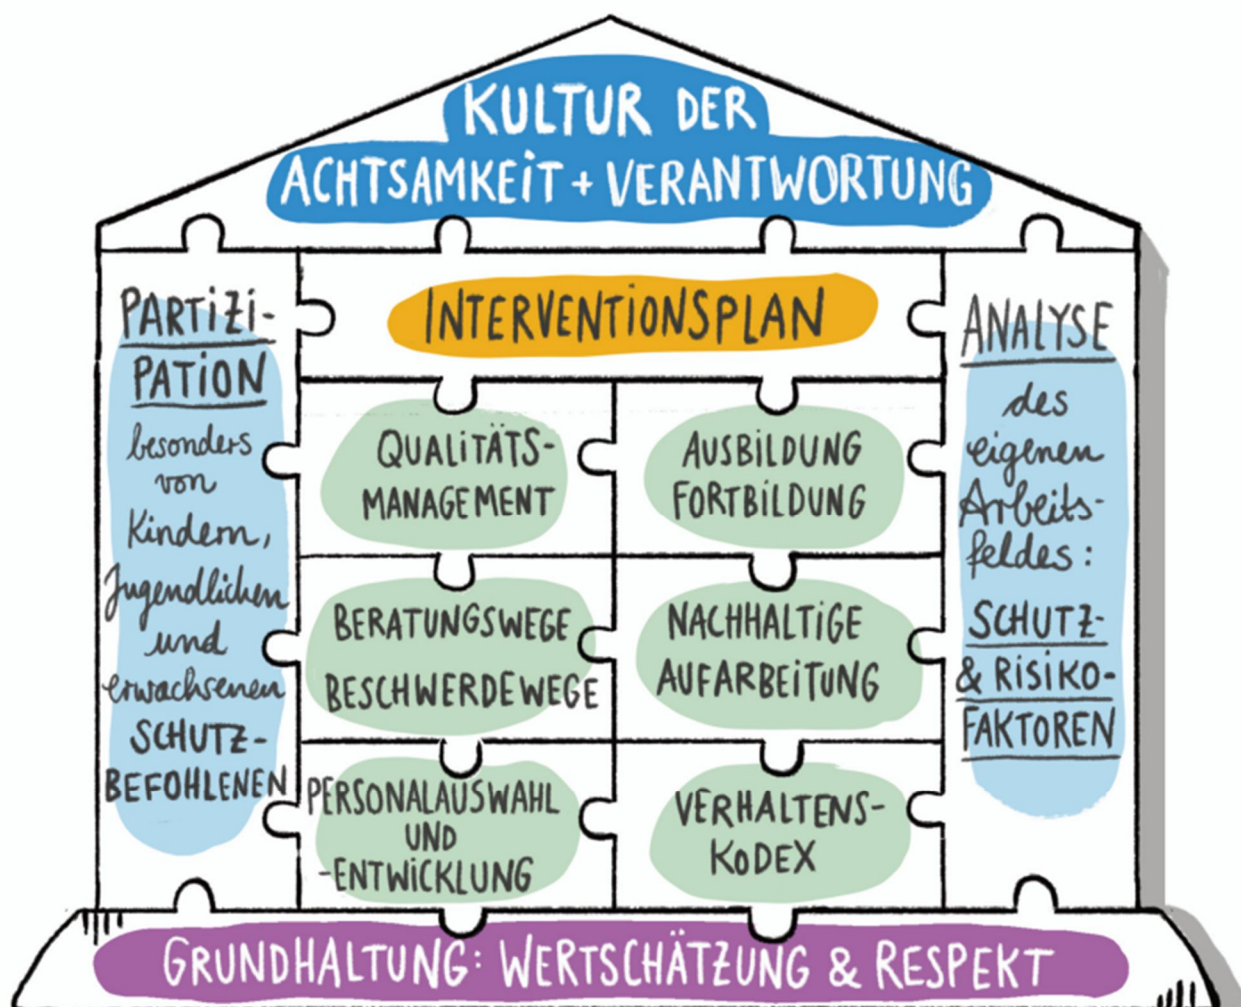 KULTUR DER
ACHTSAMKEIT + VERANTWORTUNG
PARTIZI-
PATION
besonders
von
Kindern,
Jugendlichen
und
erwachsenen
SCHUTZ-
BEFOHLENEN
INTERVENTIONSPLAN
QUALITÄTS-
MANAGEMENT
AUSBILDUNG
FORTBILDUNG
BERATUNGSWEGE
BESCHWERDEWEGE
NACHHALTIGE
AUFARBEITUNG
PERSONALAUSWAHL
UND
-ENTWICKLUNG
VERHALTENS-
KODEX
ANALYSE
des
eigenen
Arbeits-
feldes:
SCHUTZ-
& RISIKO-
FAKTOREN
GRUNDHALTUNG: WERTSCHÄTZUNG & RESPEKT